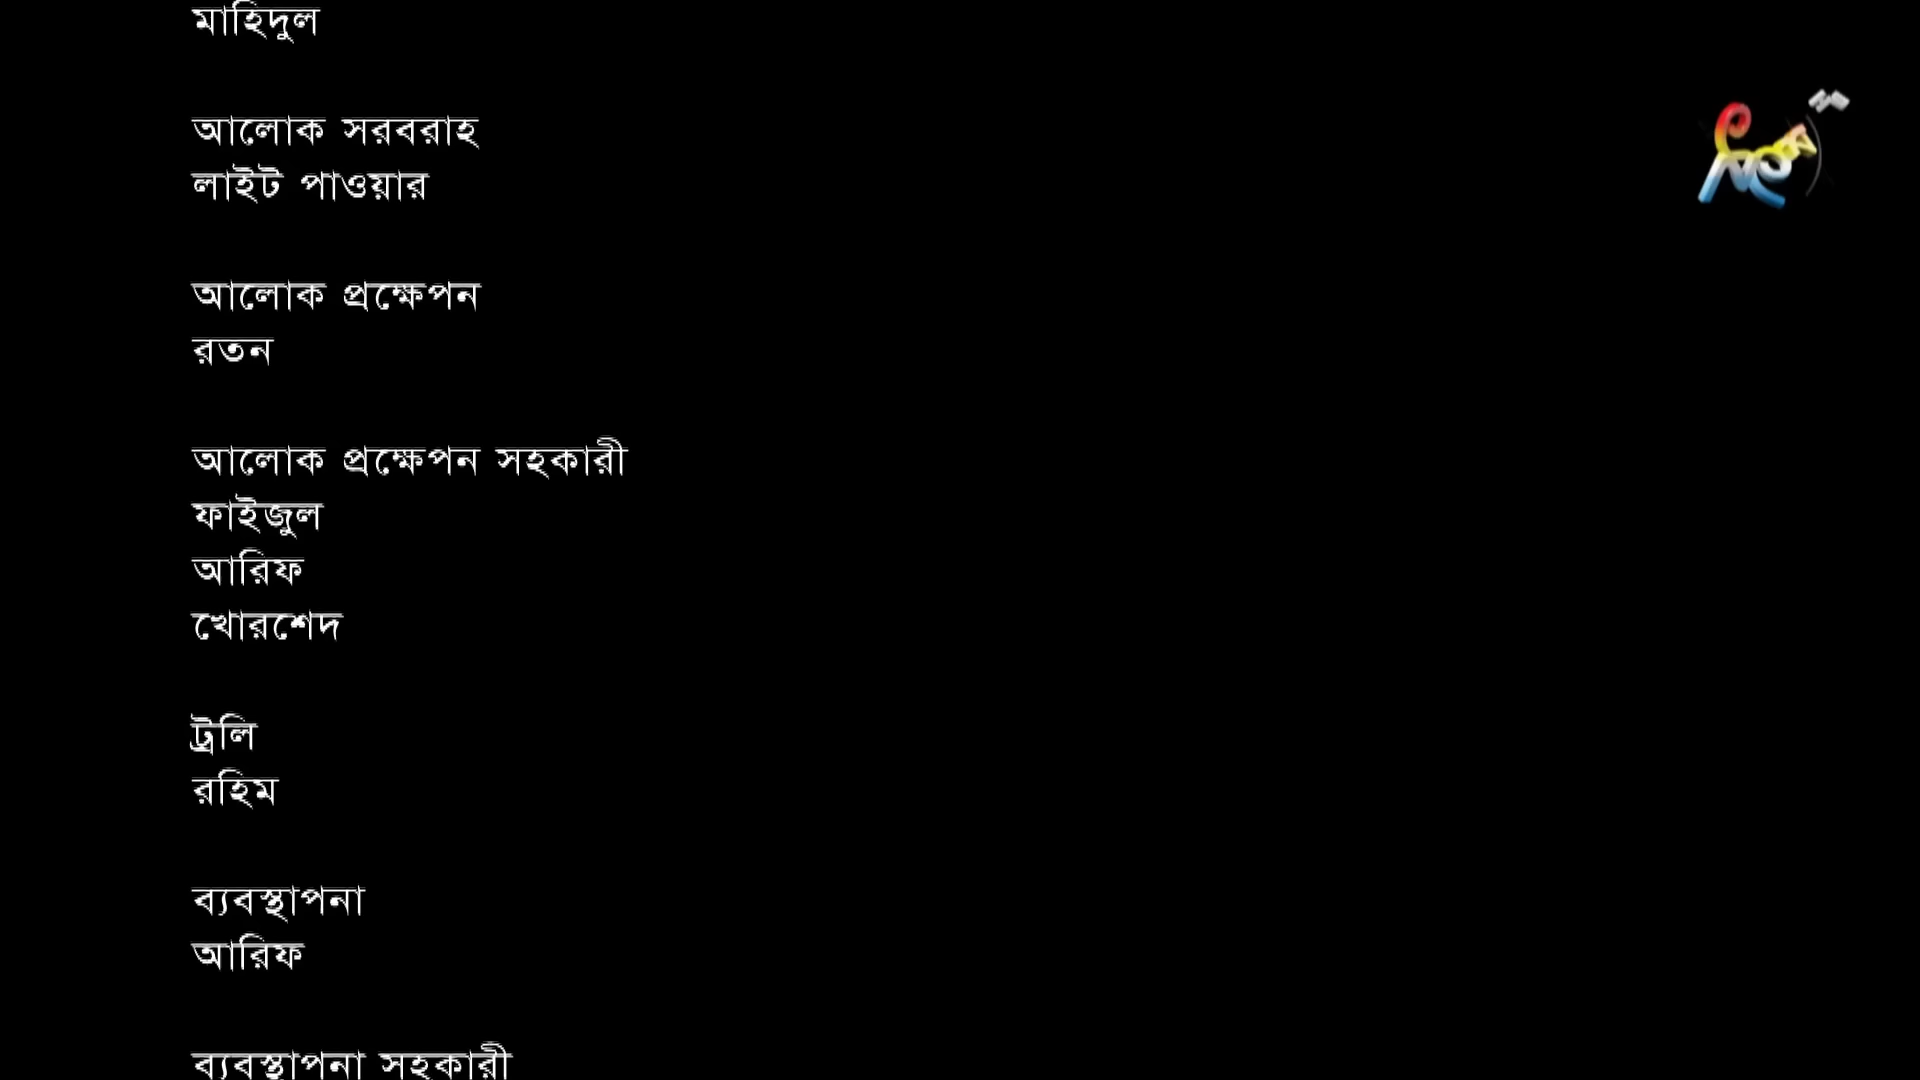 মাহিদুল
আলোক সরবরাহ
লাইট পাওয়ার
আলোক প্রক্ষেপন
রতন
আলোক প্রক্ষেপন সহকারী
ফাইজুল
আরিফ
খোরশেদ
ট্রলি
রহিম
ব্যবস্থাপনা
আরিফ
ব্যবস্থাপনা সহকারী